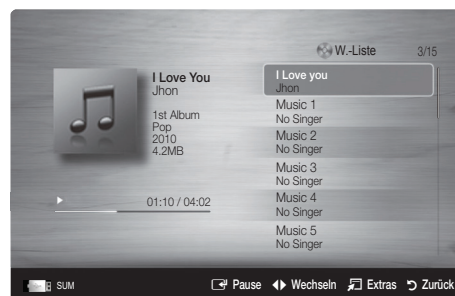 W.-Liste 3/15
I Love You
Jhon
1st Album
Pop
2010
4.2MB
01:10 / 04:02
I Love you
Jhon
Music 1
No Singer
Music 2
No Singer
Music 3
No Singer
Music 4
No Singer
Music 5
No Singer
SUM Pause Wechseln Extras Zurück